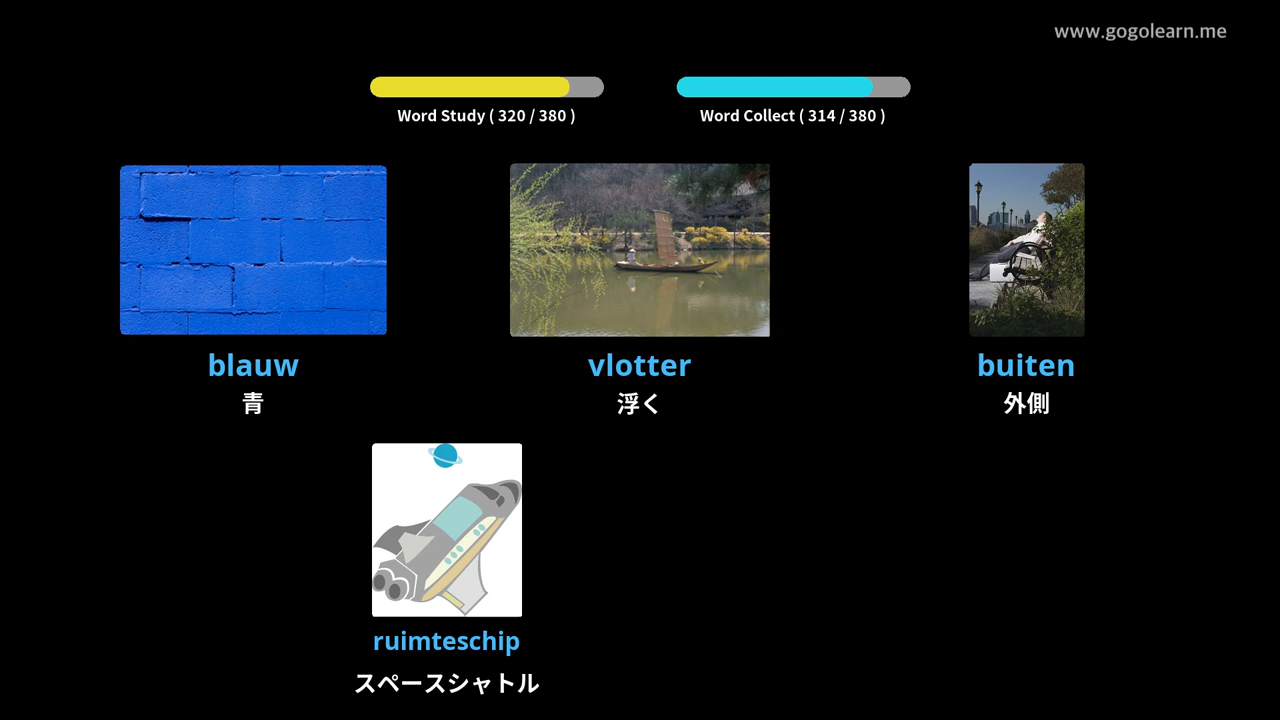 www.gogolearn.me
Word Study ( 320 / 380 )
Word Collect ( 314 / 380 )
blauw
vlotter
buiten
青
浮く
外側
ruimteschip
スペースシャトル